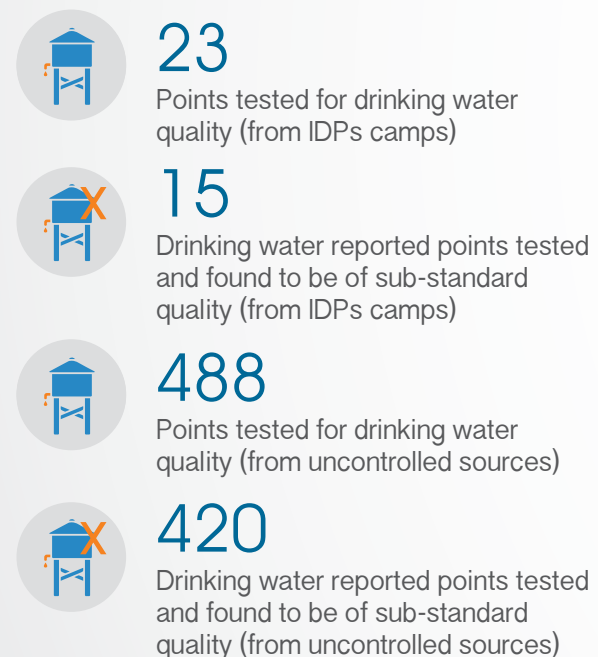 23
Points tested for drinking water
quality (from IDPs camps)
15
Drinking water reported points tested
and found to be of sub-standard
quality (from IDPs camps)
488
Points tested for drinking water
quality (from uncontrolled sources)
420
Drinking water reported points tested
and found to be of sub-standard
quality (from uncontrolled sources)